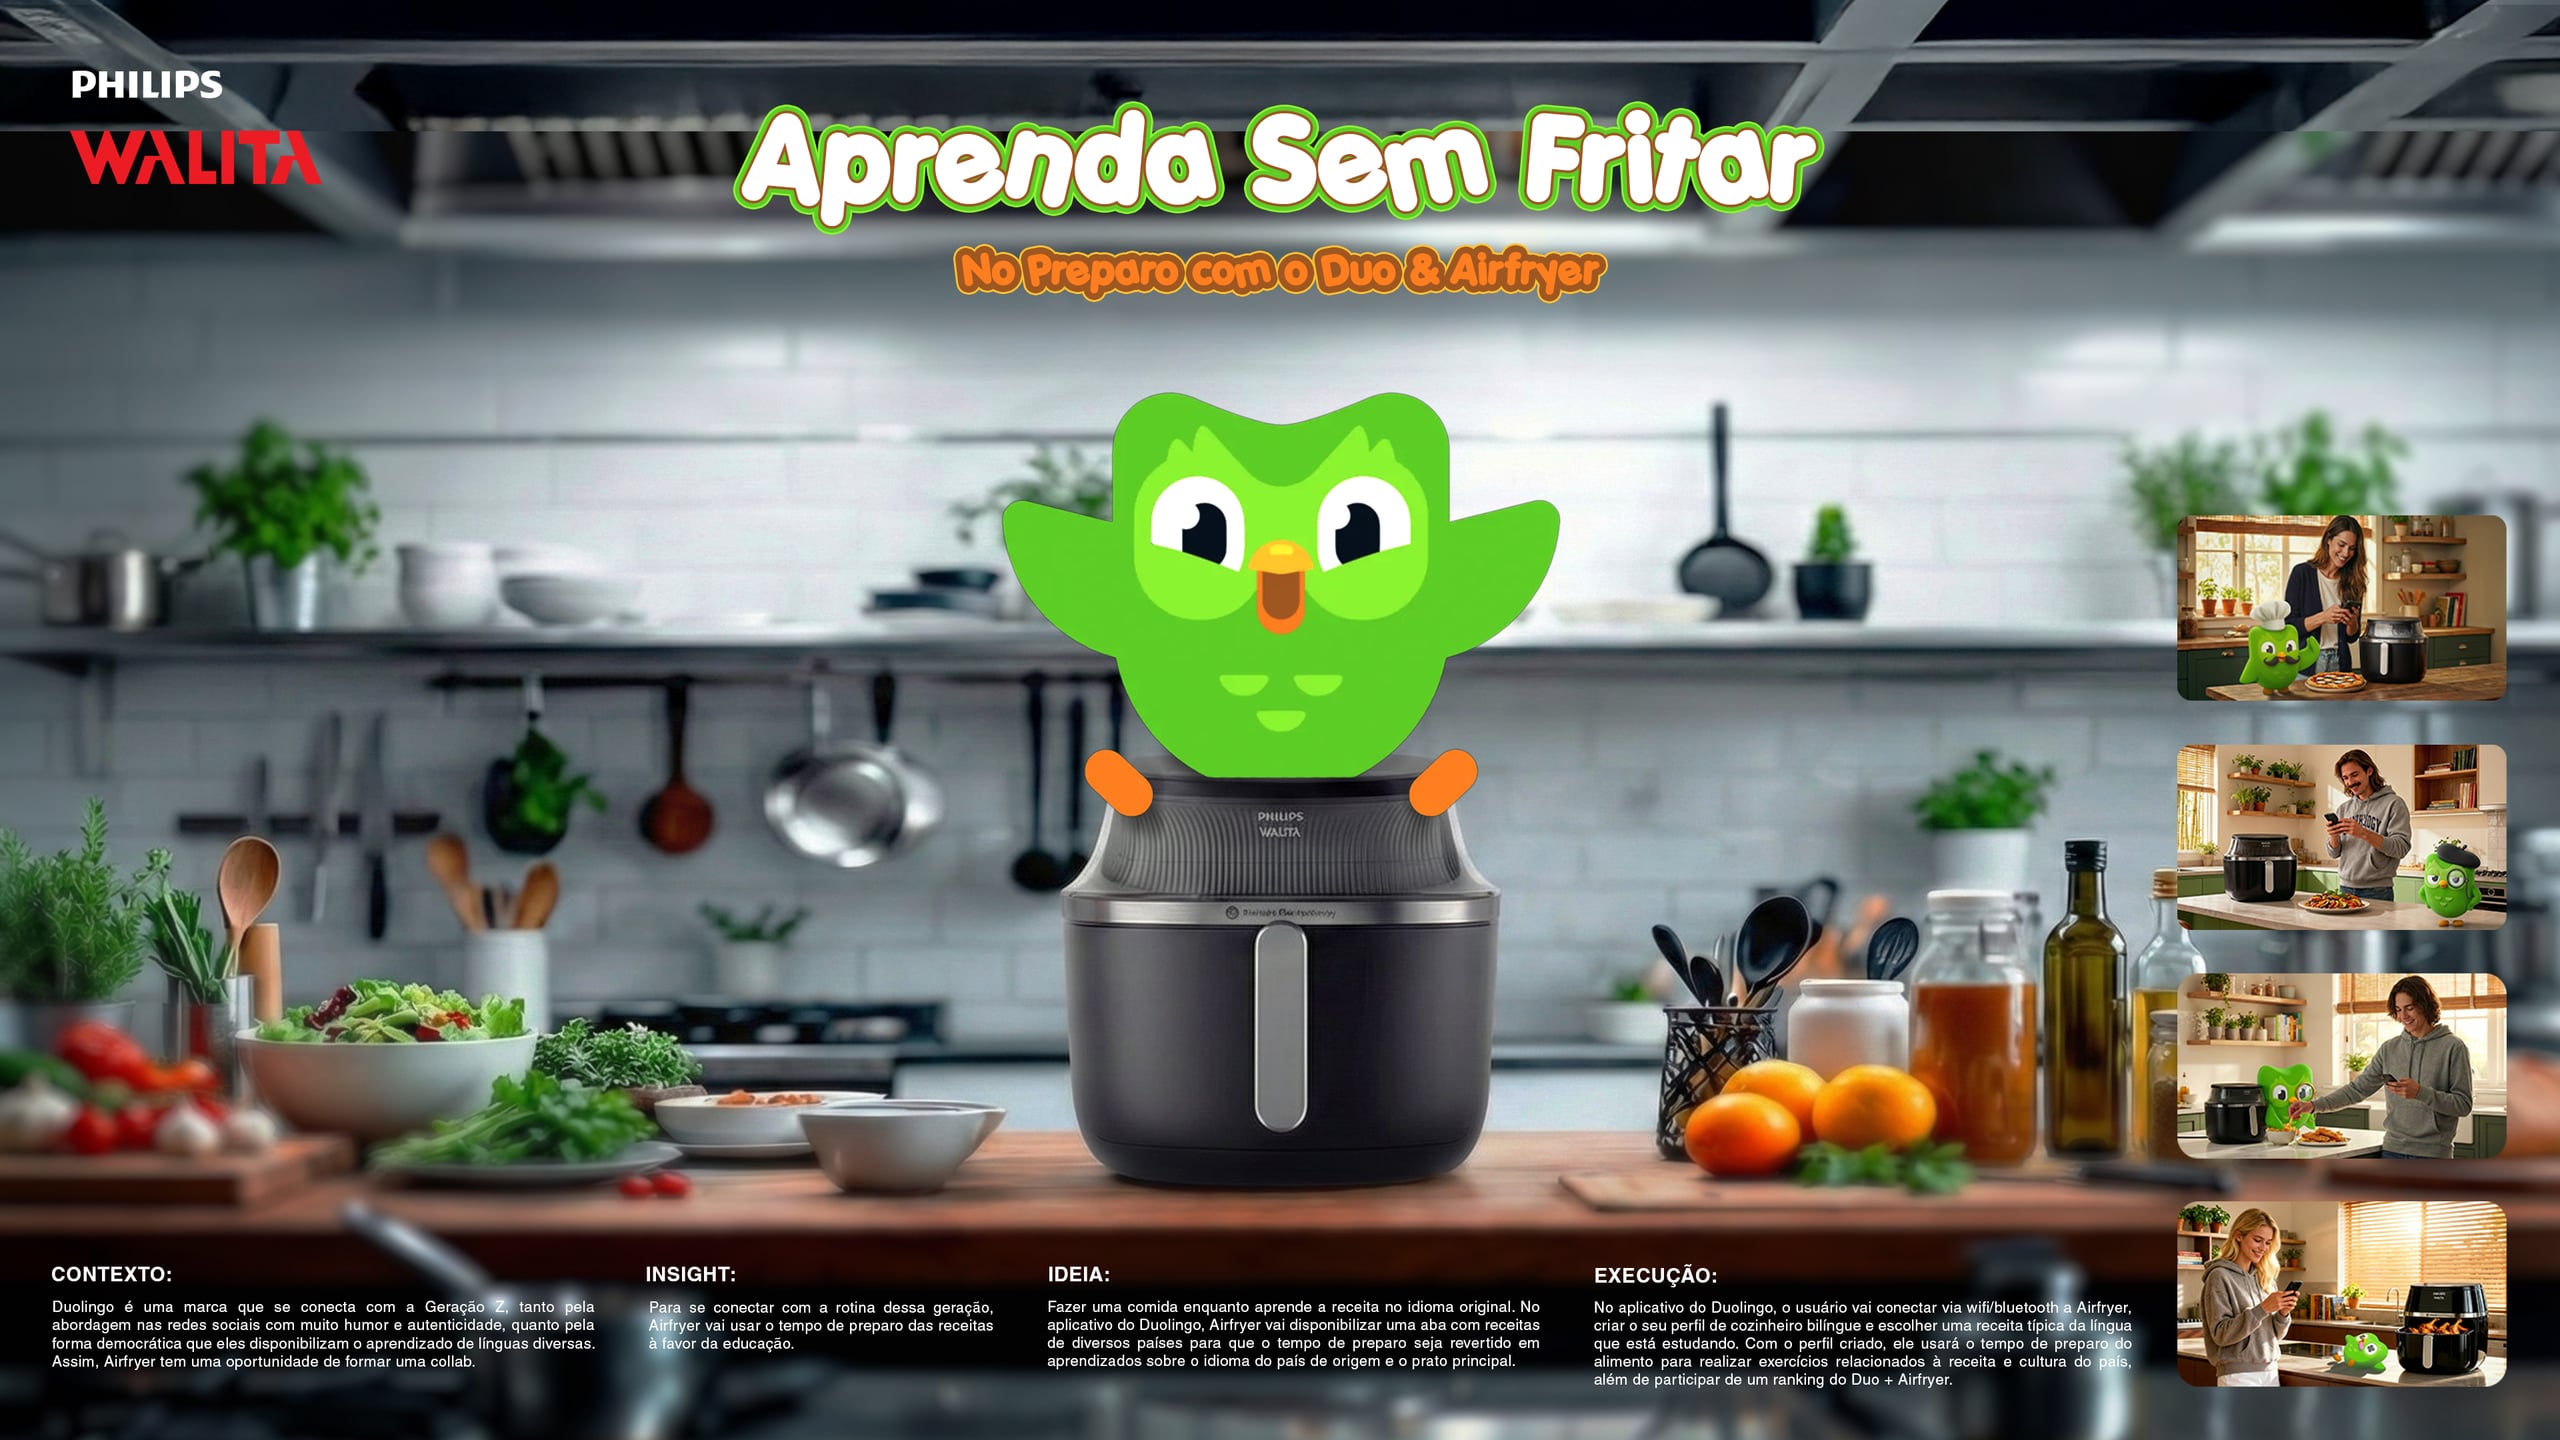 PHILIPS
WALITA
Aprenda Sem Fritar
No Preparo com o Duo & Airfryer
PHILIPS
WALITA
CONTEXTO:
Duolingo é uma marca que se conecta com a Geração Z, tanto pela
abordagem nas redes sociais com muito humor e autenticidade, quanto pela
forma democrática que eles disponibilizam o aprendizado de línguas diversas.
Assim, Airfryer tem uma oportunidade de formar uma collab.
INSIGHT:
Para se conectar com a rotina dessa geração,
Airfryer vai usar o tempo de preparo das receitas
à favor da educação.
IDEIA:
Fazer uma comida enquanto aprende a receita no idioma original. No
aplicativo do Duolingo, Airfryer vai disponibilizar uma aba com receitas
de diversos países para que o tempo de preparo seja revertido em
aprendizados sobre o idioma do país de origem e o prato principal.
EXECUÇÃO:
No aplicativo do Duolingo, o usuário vai conectar via wifi/bluetooth a Airfryer,
criar o seu perfil de cozinheiro bilíngue e escolher uma receita típica da língua
que está estudando. Com o perfil criado, ele usará o tempo de preparo do
alimento para realizar exercícios relacionados à receita e cultura do país,
além de participar de um ranking do Duo + Airfryer.